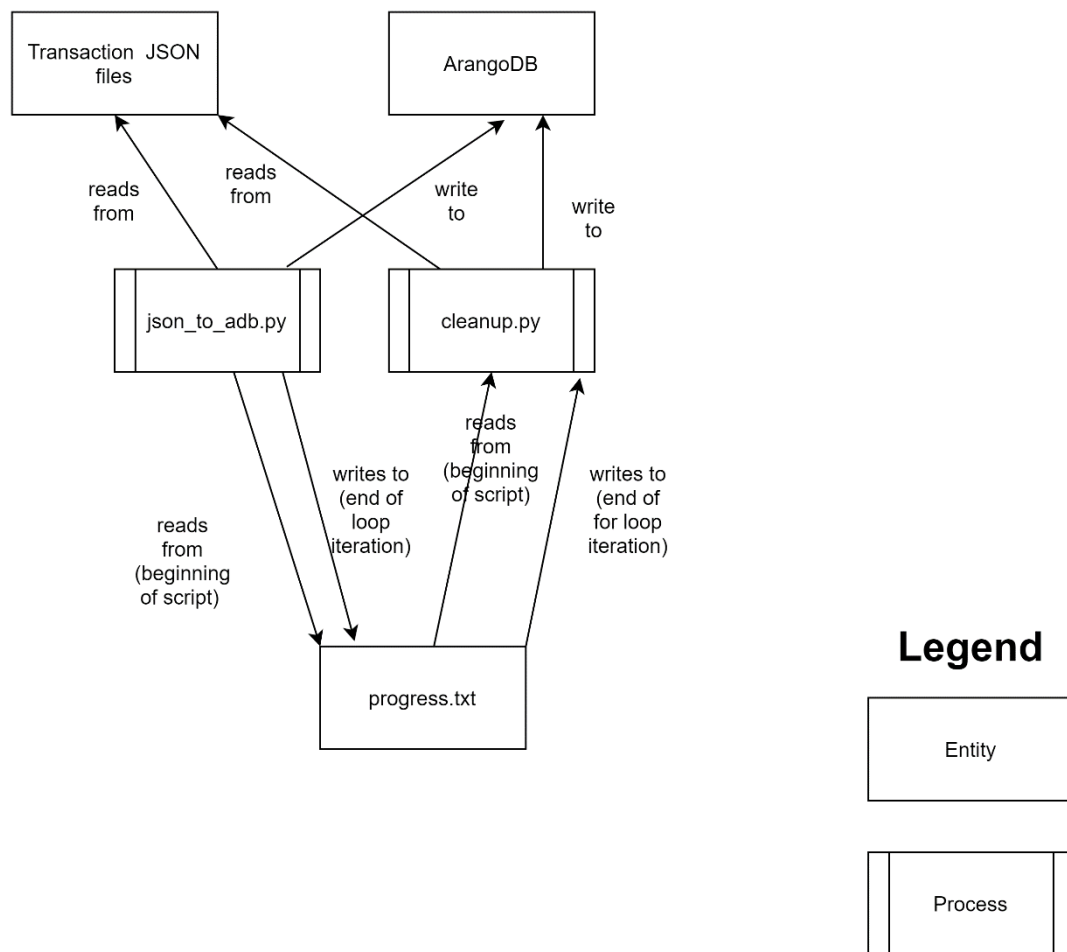 Transaction JSON
files
ArangoDB
reads
from
reads
from
write
to
write
to
json_to_adb.py
cleanup.py
reads
from
(beginning
of script)
writes to
(end of
loop
iteration)
reads
from
(beginning
of script)
writes to
(end of
for loop
iteration)
progress.txt
Legend
Entity
Process